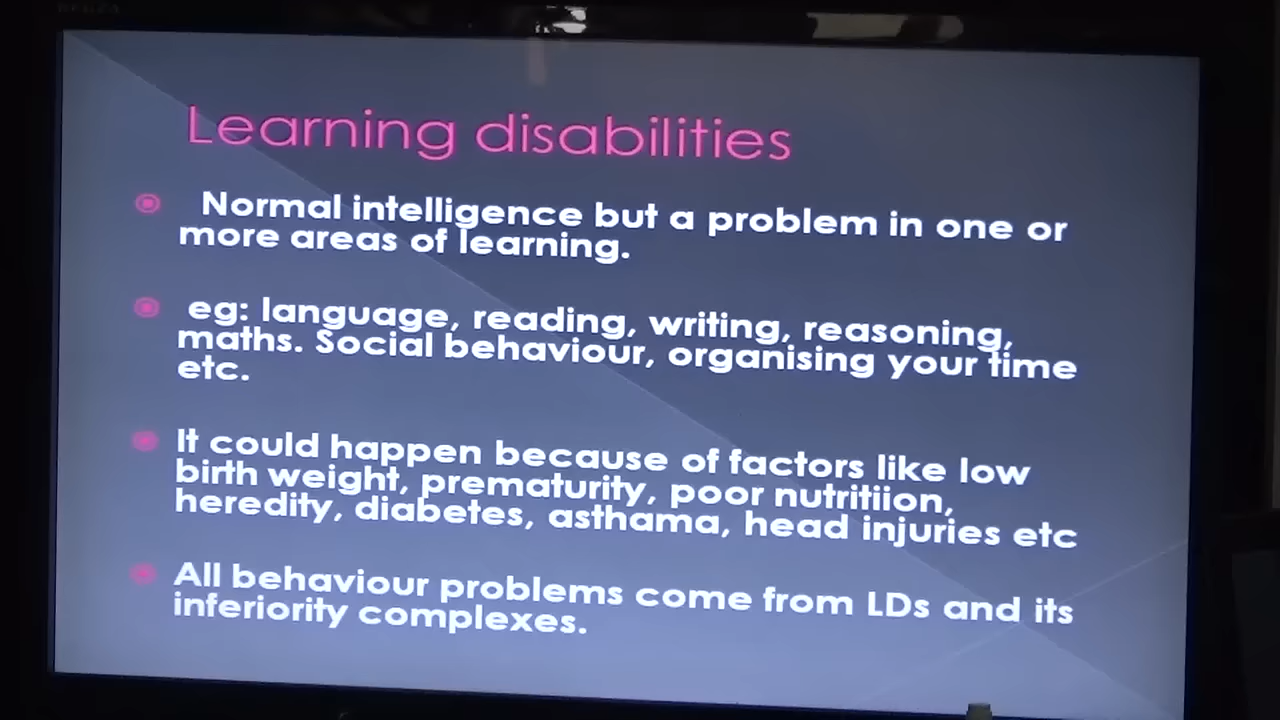 Learning disabilities
Normal intelligence but a problem in one or
more areas of learning.
eg: language, reading, writing, reasoning,
maths. Social behaviour, organising your time
etc.
It could happen because of factors like low
birth weight, prematurity, poor nutritiion,
heredity, diabetes, asthama, head injuries etc
All behaviour problems come from LDs and its
inferiority complexes.